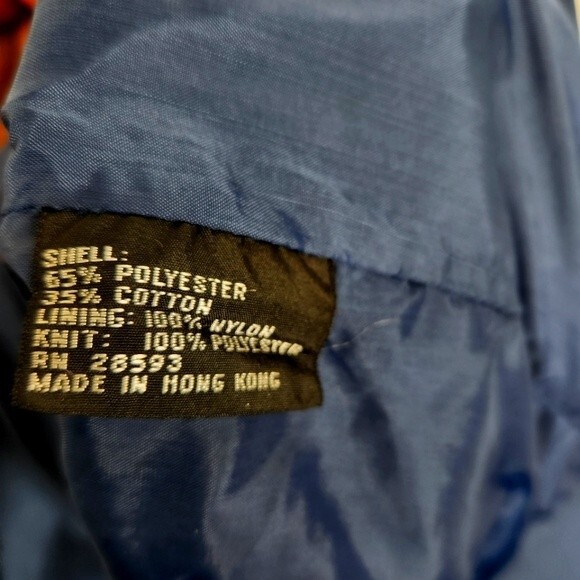 SHELL:
65% POLYESTER
35% COTTON
LINING: 100% NYLON
KNIT: 100% POLYESTER
RN 28593
MADE IN HONG KONG